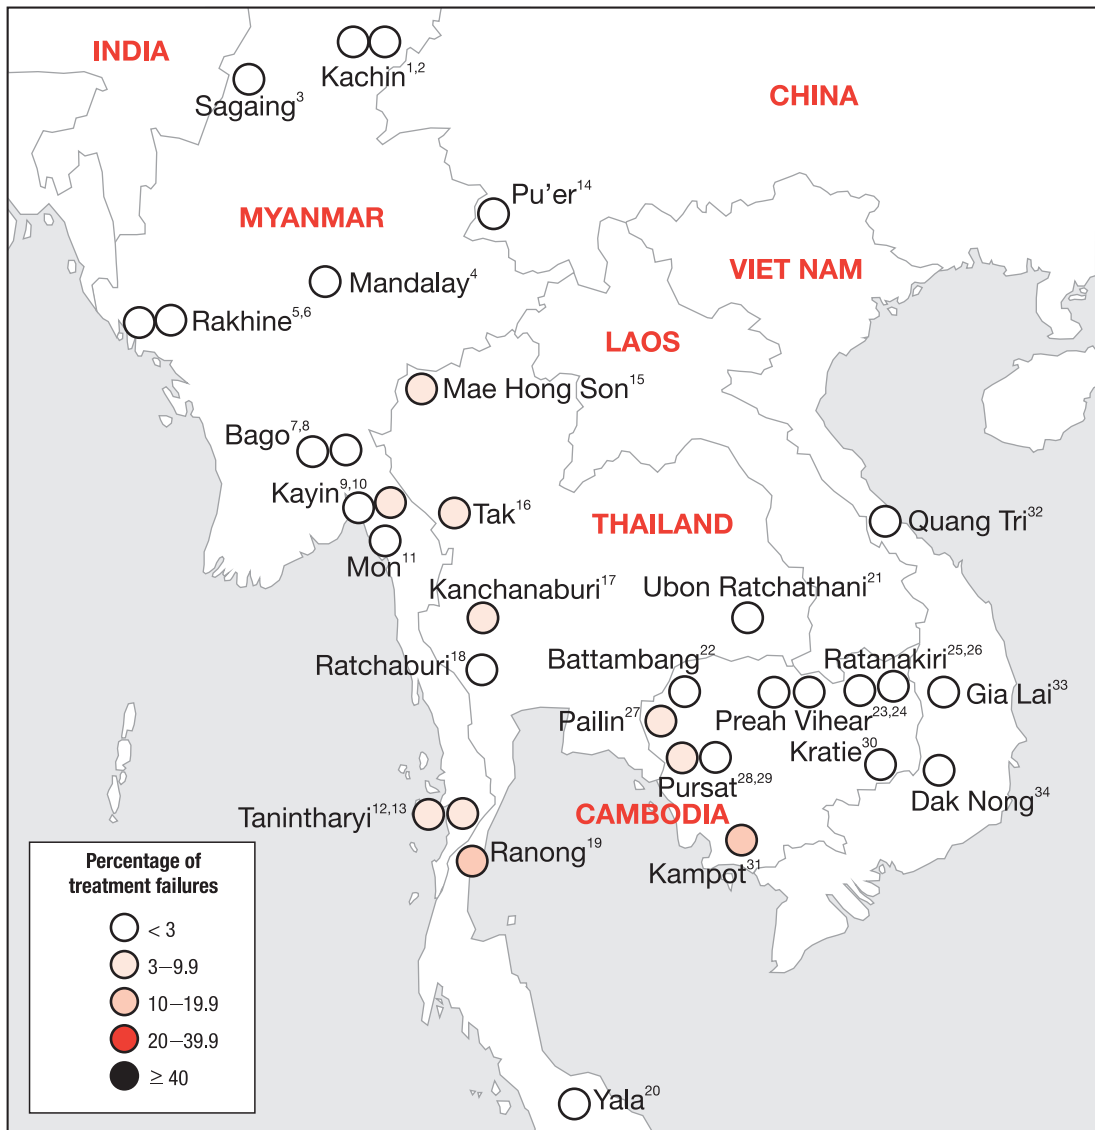 INDIA
Kachin1,2
Sagaing3
CHINA
Pu’er14
MYANMAR
VIET NAM
Mandalay4
Rakhine5,6
LAOS
Mae Hong Son15
Bago7,8
Kayin9,10
Tak16
THAILAND
Quang Tri32
Mon11
Kanchanaburi17
Ubon Ratchathani21
Ratchaburi18
Battambang22
Ratanakiri25,26
Gia Lai33
Pailin27
Preah Vihear23,24
Kratie30
Pursat28,29
Dak Nong34
Tanintharyi12,13
CAMBODIA
Ranong19
Kampot31
Percentage of
treatment failures
< 3
3–9.9
10–19.9
20–39.9
≥ 40
Yala20